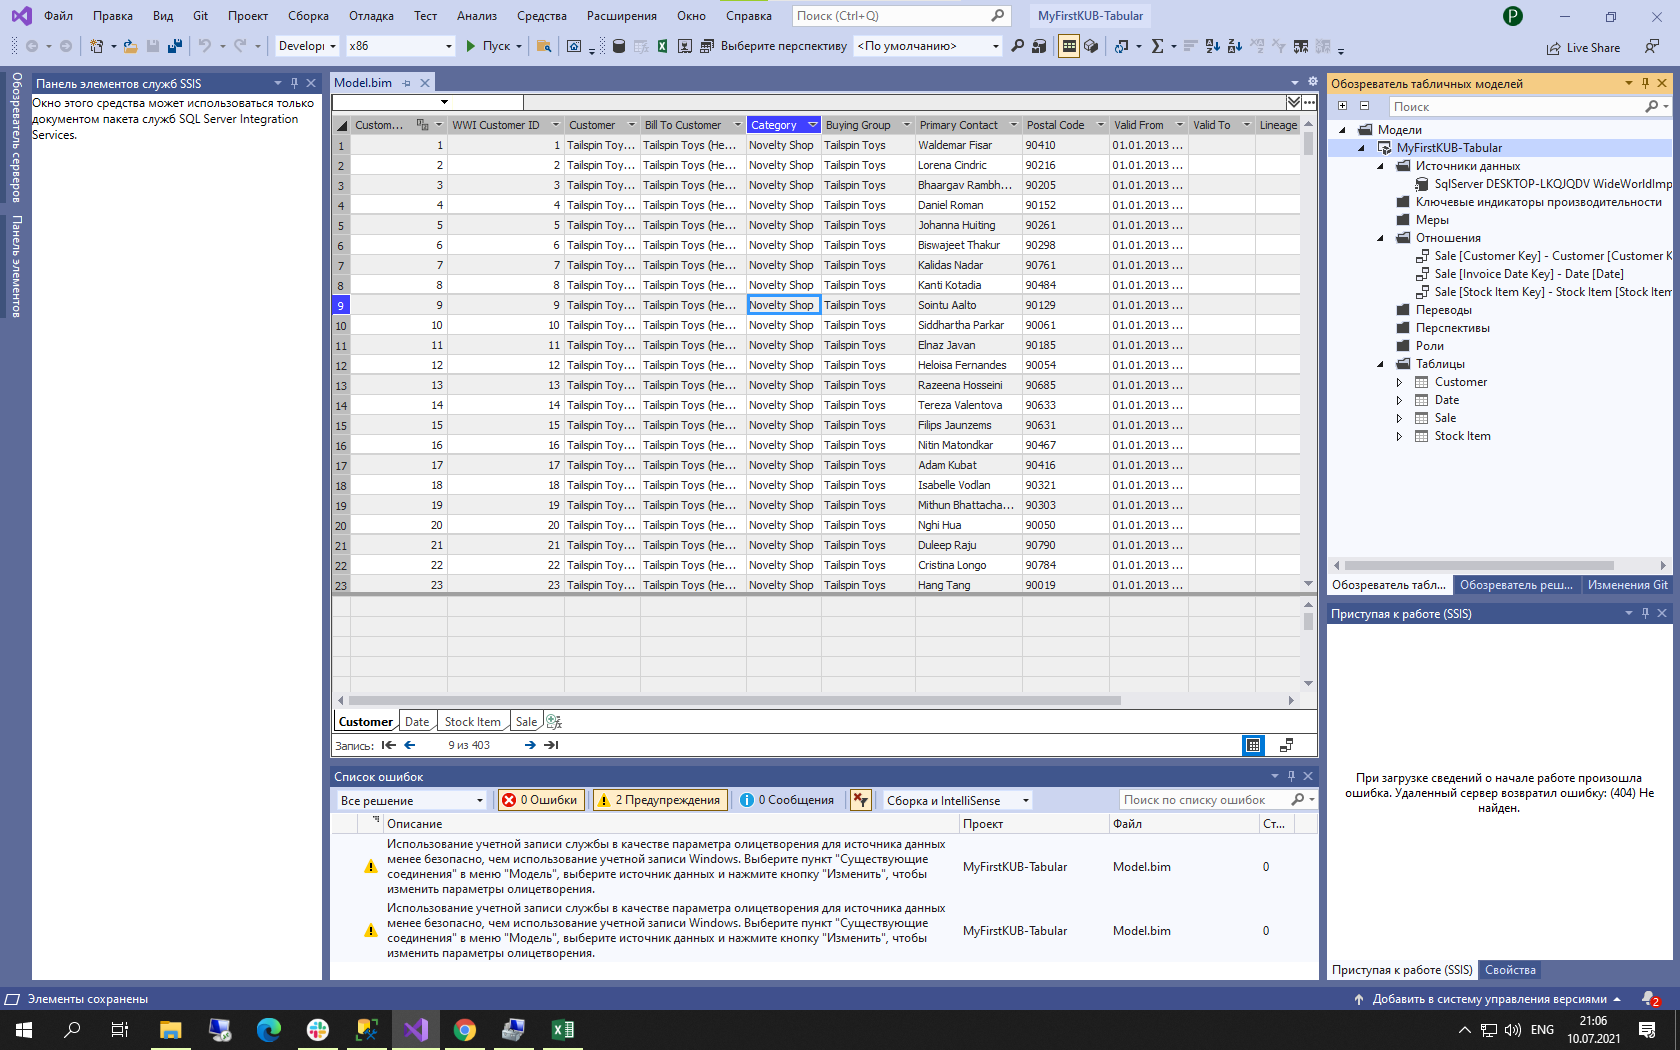 Файл Правка Вид Git Проект Сборка Отладка Тест Анализ Средства Расширения Окно Справка Поиск (Ctrl+Q) MyFirstKUB-Tabular P
Developı x86 Пуск Выберите перспективу <По умолчанию> Live Share
Обозреватель серверов
Панель элементов
Панель элементов служб SSIS
Окно этого средства может использоваться только
документом пакета служб SQL Server Integration
Services.
Model.bim
Custom... WWI Customer ID Customer Bill To Customer Category Buying Group Primary Contact Postal Code Valid From Valid To Lineage
1 1 1 Tailspin Toy... Tailspin Toys (He... Novelty Shop Tailspin Toys Waldemar Fisar 90410 01.01.2013 ...
2 2 2 Tailspin Toy... Tailspin Toys (He... Novelty Shop Tailspin Toys Lorena Cindric 90216 01.01.2013 ...
3 3 3 Tailspin Toy... Tailspin Toys (He... Novelty Shop Tailspin Toys Bhaargav Rambh... 90205 01.01.2013 ...
4 4 4 Tailspin Toy... Tailspin Toys (He... Novelty Shop Tailspin Toys Daniel Roman 90152 01.01.2013 ...
5 5 5 Tailspin Toy... Tailspin Toys (He... Novelty Shop Tailspin Toys Johanna Huiting 90261 01.01.2013 ...
6 6 6 Tailspin Toy... Tailspin Toys (He... Novelty Shop Tailspin Toys Biswajeet Thakur 90298 01.01.2013 ...
7 7 7 Tailspin Toy... Tailspin Toys (He... Novelty Shop Tailspin Toys Kalidas Nadar 90761 01.01.2013 ...
8 8 8 Tailspin Toy... Tailspin Toys (He... Novelty Shop Tailspin Toys Kanti Kotadia 90484 01.01.2013 ...
9 9 9 Tailspin Toy... Tailspin Toys (He... Novelty Shop Tailspin Toys Sointu Aalto 90129 01.01.2013 ...
10 10 10 Tailspin Toy... Tailspin Toys (He... Novelty Shop Tailspin Toys Siddhartha Parkar 90061 01.01.2013 ...
11 11 11 Tailspin Toy... Tailspin Toys (He... Novelty Shop Tailspin Toys Elnaz Javan 90185 01.01.2013 ...
12 12 12 Tailspin Toy... Tailspin Toys (He... Novelty Shop Tailspin Toys Heloisa Fernandes 90054 01.01.2013 ...
13 13 13 Tailspin Toy... Tailspin Toys (He... Novelty Shop Tailspin Toys Razeena Hosseini 90685 01.01.2013 ...
14 14 14 Tailspin Toy... Tailspin Toys (He... Novelty Shop Tailspin Toys Tereza Valentova 90633 01.01.2013 ...
15 15 15 Tailspin Toy... Tailspin Toys (He... Novelty Shop Tailspin Toys Filips Jaunzems 90631 01.01.2013 ...
16 16 16 Tailspin Toy... Tailspin Toys (He... Novelty Shop Tailspin Toys Nitin Matondkar 90467 01.01.2013 ...
17 17 17 Tailspin Toy... Tailspin Toys (He... Novelty Shop Tailspin Toys Adam Kubat 90416 01.01.2013 ...
18 18 18 Tailspin Toy... Tailspin Toys (He... Novelty Shop Tailspin Toys Isabelle Vodlan 90321 01.01.2013 ...
19 19 19 Tailspin Toy... Tailspin Toys (He... Novelty Shop Tailspin Toys Mithun Bhattacha... 90303 01.01.2013 ...
20 20 20 Tailspin Toy... Tailspin Toys (He... Novelty Shop Tailspin Toys Nghi Hua 90050 01.01.2013 ...
21 21 21 Tailspin Toy... Tailspin Toys (He... Novelty Shop Tailspin Toys Duleep Raju 90790 01.01.2013 ...
22 22 22 Tailspin Toy... Tailspin Toys (He... Novelty Shop Tailspin Toys Cristina Longo 90784 01.01.2013 ...
23 23 23 Tailspin Toy... Tailspin Toys (He... Novelty Shop Tailspin Toys Hang Tang 90019 01.01.2013 ...
Customer Date Stock Item Sale
Запись: 9 из 403
Список ошибок
Все решение 0 Ошибки 2 Предупреждения 0 Сообщения Сборка и IntelliSense Поиск по списку ошибок
Описание Проект Файл Ст...
Использование учетной записи службы в качестве параметра олицетворения для источника данных
менее безопасно, чем использование учетной записи Windows. Выберите пункт "Существующие
соединения" в меню "Модель", выберите источник данных и нажмите кнопку "Изменить", чтобы
изменить параметры олицетворения.
MyFirstKUB-Tabular Model.bim 0
Использование учетной записи службы в качестве параметра олицетворения для источника данных
менее безопасно, чем использование учетной записи Windows. Выберите пункт "Существующие
соединения" в меню "Модель", выберите источник данных и нажмите кнопку "Изменить", чтобы
изменить параметры олицетворения.
MyFirstKUB-Tabular Model.bim 0
Обозреватель табличных моделей
Поиск
Модели
MyFirstKUB-Tabular
Источники данных
SqlServer DESKTOP-LKQJQDV WideWorldImp
Ключевые индикаторы производительности
Меры
Отношения
Sale [Customer Key] - Customer [Customer K
Sale [Invoice Date Key] - Date [Date]
Sale [Stock Item Key] - Stock Item [Stock Item
Переводы
Перспективы
Роли
Таблицы
Customer
Date
Sale
Stock Item
Обозреватель табл... Обозреватель реш... Изменения Git
Приступая к работе (SSIS)
При загрузке сведений о начале работе произошла
ошибка. Удаленный сервер возвратил ошибку: (404) Не
найден.
Приступая к работе (SSIS) Свойства
Элементы сохранены Добавить в систему управления версиями 2
ENG 21:06
10.07.2021